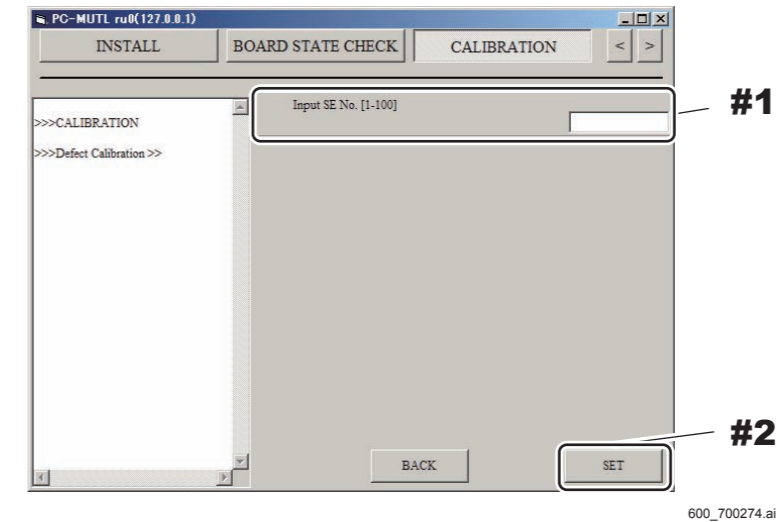 PC-MUTL ru0(127.0.0.1)
INSTALL BOARD STATE CHECK CALIBRATION < >
Input SE No. [1-100]
#1
>>>CALIBRATION
>>>Defect Calibration >>
#2
BACK SET
600_700274.ai